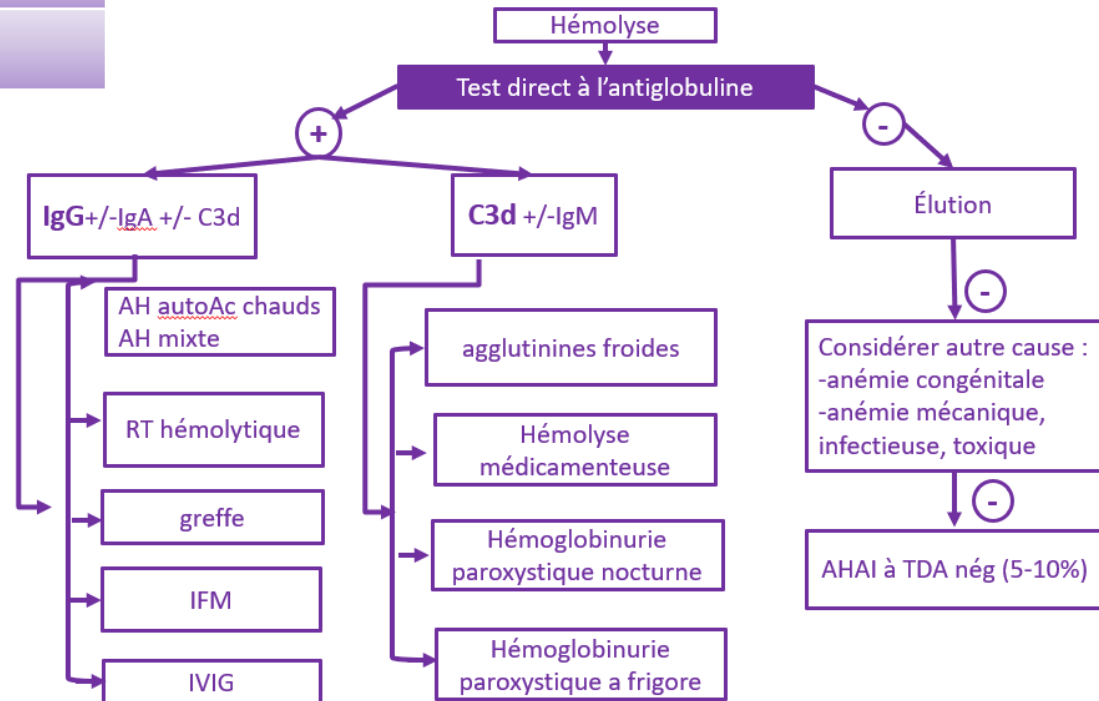 Hémolyse
Test direct à l’antiglobuline
+
-
IgG+/-IgA +/- C3d
C3d +/-IgM
Élution
AH autoAc chauds
AH mixte
RT hémolytique
greffe
IFM
IVIG
agglutinines froides
Hémolyse
médicamenteuse
Hémoglobinurie
paroxystique nocturne
Hémoglobinurie
paroxystique a frigore
-
Considérer autre cause :
-anémie congénitale
-anémie mécanique,
infectieuse, toxique
-
AHAI à TDA nég (5-10%)